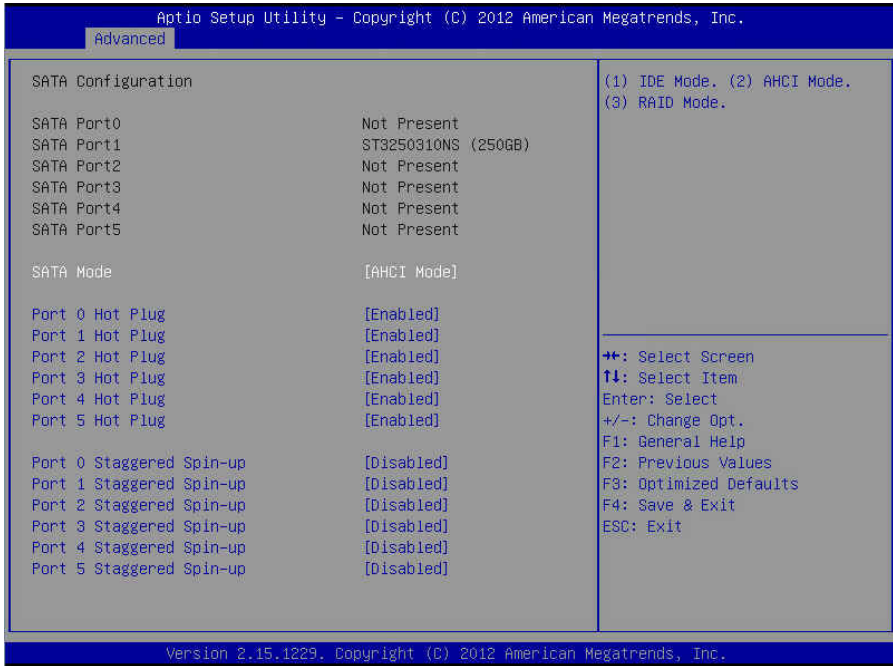 Aptio Setup Utility – Copyright (C) 2012 American Megatrends, Inc.
Advanced
SATA Configuration
SATA Port0 Not Present
SATA Port1 ST3250310NS (250GB)
SATA Port2 Not Present
SATA Port3 Not Present
SATA Port4 Not Present
SATA Port5 Not Present
SATA Mode [AHCI Mode]
Port 0 Hot Plug [Enabled]
Port 1 Hot Plug [Enabled]
Port 2 Hot Plug [Enabled]
Port 3 Hot Plug [Enabled]
Port 4 Hot Plug [Enabled]
Port 5 Hot Plug [Enabled]
Port 0 Staggered Spin-up [Disabled]
Port 1 Staggered Spin-up [Disabled]
Port 2 Staggered Spin-up [Disabled]
Port 3 Staggered Spin-up [Disabled]
Port 4 Staggered Spin-up [Disabled]
Port 5 Staggered Spin-up [Disabled]
(1) IDE Mode. (2) AHCI Mode.
(3) RAID Mode.
→←: Select Screen
↑↓: Select Item
Enter: Select
+/-: Change Opt.
F1: General Help
F2: Previous Values
F3: Optimized Defaults
F4: Save & Exit
ESC: Exit
Version 2.15.1229. Copyright (C) 2012 American Megatrends, Inc.